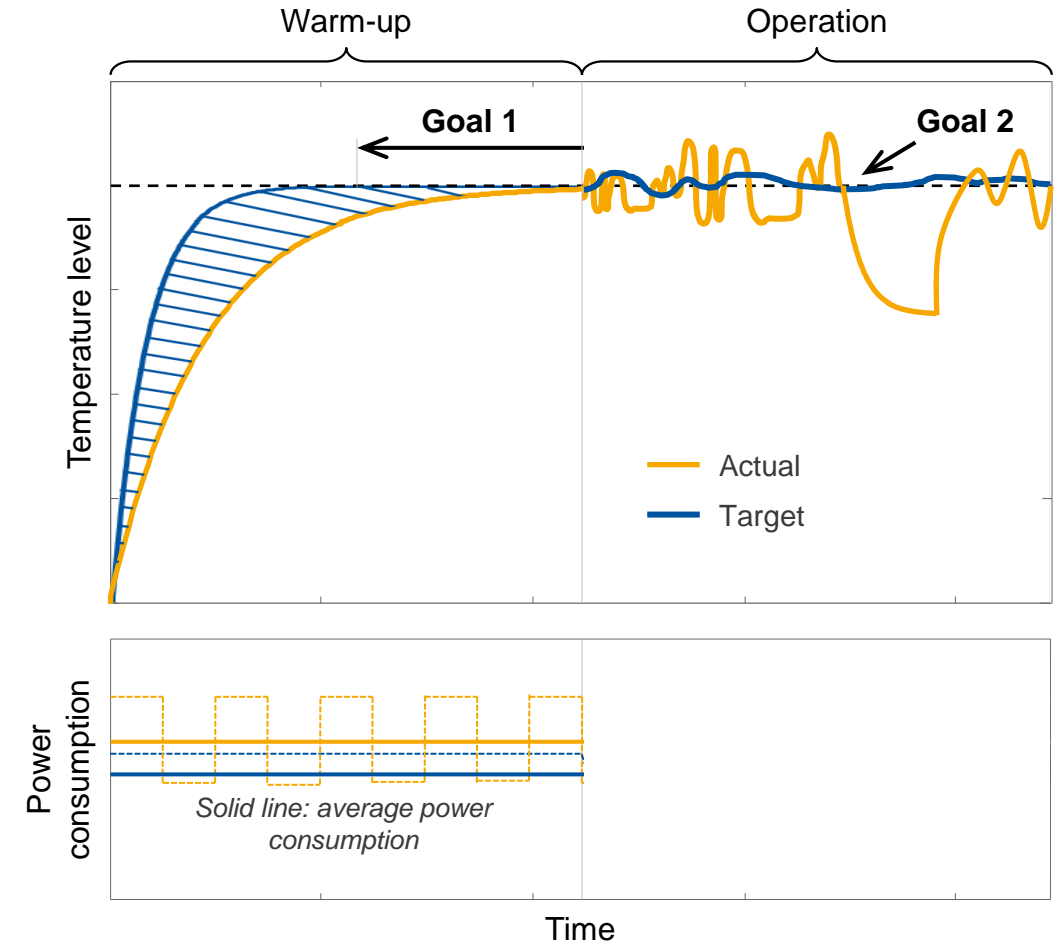 Warm-up
Operation
Goal 1
Goal 2
Temperature level
Actual
Target
Power
consumption
Solid line: average power
consumption
Time